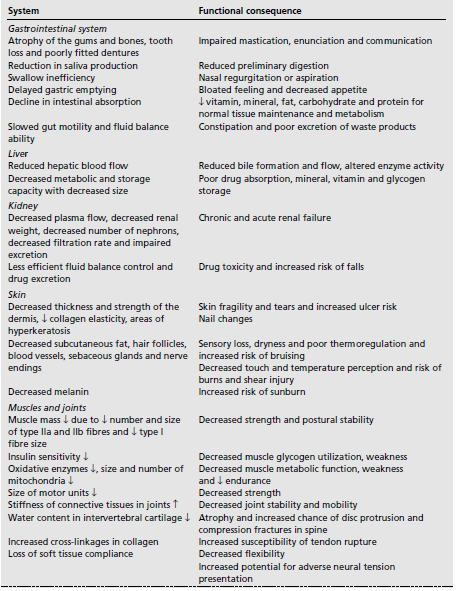 System Functional consequence
Gastrointestinal system
Atrophy of the gums and bones, tooth Impaired mastication, enunciation and communication
loss and poorly fitted dentures
Reduction in saliva production Reduced preliminary digestion
Swallow inefficiency Nasal regurgitation or aspiration
Delayed gastric emptying Bloated feeling and decreased appetite
Decline in intestinal absorption ↓vitamin, mineral, fat, carbohydrate and protein for
normal tissue maintenance and metabolism
Slowed gut motility and fluid balance Constipation and poor excretion of waste products
ability
Liver
Reduced hepatic blood flow Reduced bile formation and flow, altered enzyme activity
Decreased metabolic and storage Poor drug absorption, mineral, vitamin and glycogen
capacity with decreased size storage
Kidney
Decreased plasma flow, decreased renal Chronic and acute renal failure
weight, decreased number of nephrons,
decreased filtration rate and impaired
excretion
Less efficient fluid balance control and Drug toxicity and increased risk of falls
drug excretion
Skin
Decreased thickness and strength of the Skin fragility and tears and increased ulcer risk
dermis, ↓ collagen elasticity, areas of Nail changes
hyperkeratosis
Decreased subcutaneous fat, hair follicles, Sensory loss, dryness and poor thermoregulation and
blood vessels, sebaceous glands and nerve increased risk of bruising
endings Decreased touch and temperature perception and risk of
burns and shear injury
Decreased melanin Increased risk of sunburn
Muscles and joints
Muscle mass ↓ due to ↓ number and size Decreased strength and postural stability
of type IIa and IIb fibres and ↓ type I
fibre size
Insulin sensitivity ↓ Decreased muscle glycogen utilization, weakness
Oxidative enzymes ↓, size and number of Decreased muscle metabolic function, weakness
mitochondria ↓ and ↓ endurance
Size of motor units ↓ Decreased strength
Stiffness of connective tissues in joints ↑ Decreased joint stability and mobility
Water content in intervertebral cartilage ↓ Atrophy and increased chance of disc protrusion and
compression fractures in spine
Increased cross-linkages in collagen Increased susceptibility of tendon rupture
Loss of soft tissue compliance Decreased flexibility
Increased potential for adverse neural tension
presentation